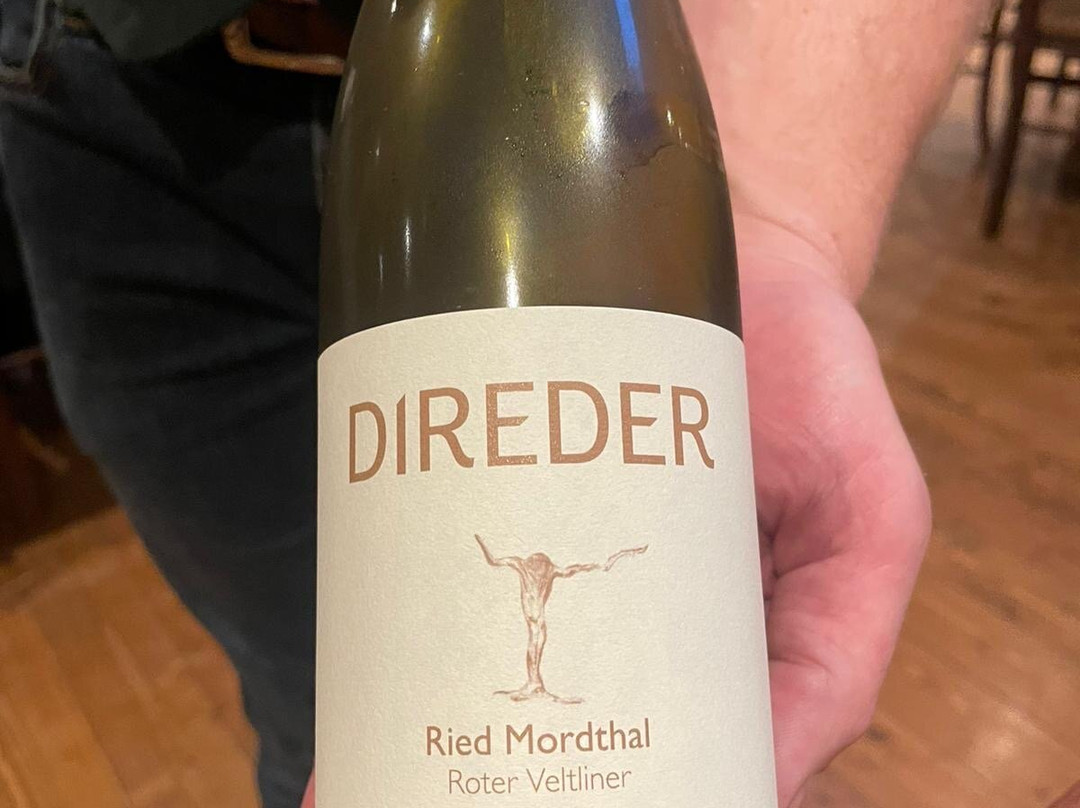 DIREDER
Ried Mordthal
Roter Veltliner